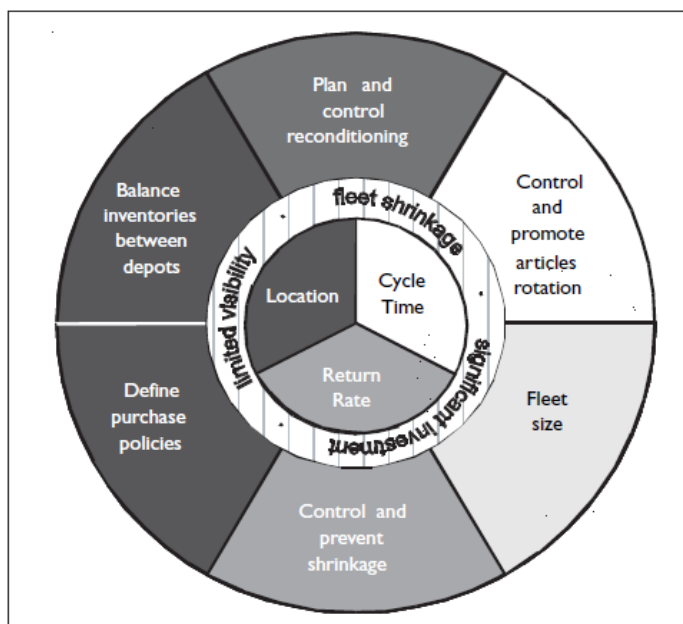 Plan and
control
reconditioning
Control
and
promote
articles
rotation
Fleet
size
Control and
prevent
shrinkage
Define
purchase
policies
Balance
inventories
between
depots
fleet shrinkage
significant investment
limited visibility
Location
Cycle
Time
Return
Rate